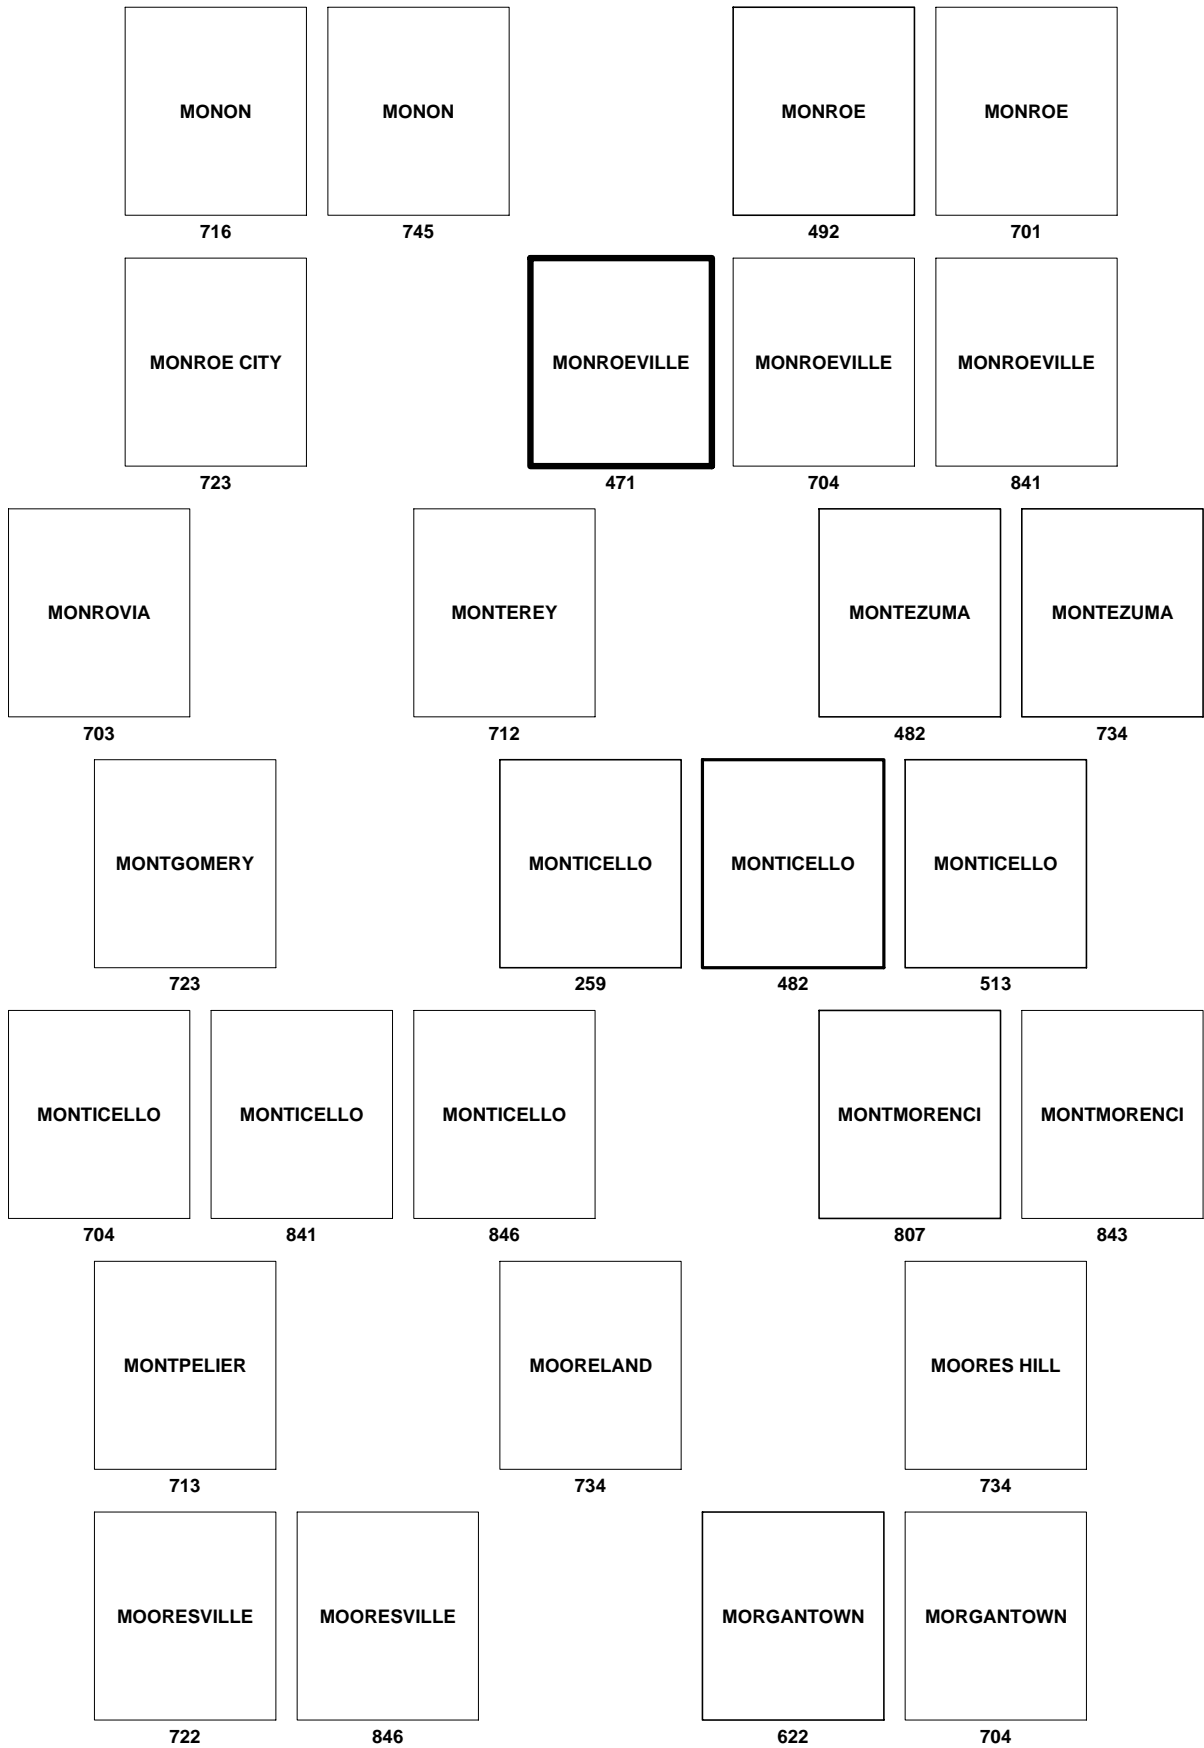 MONON MONON MONROE MONROE
716 745 492 701
MONROE CITY MONROEVILLE MONROEVILLE MONROEVILLE
723 471 704 841
MONROVIA MONTEREY MONTEZUMA MONTEZUMA
703 712 482 734
MONTGOMERY MONTICELLO MONTICELLO MONTICELLO
723 259 482 513
MONTICELLO MONTICELLO MONTICELLO MONTMORENCI MONTMORENCI
704 841 846 807 843
MONTPELIER MOORELAND MOORES HILL
713 734 734
MOORESVILLE MOORESVILLE MORGANTOWN MORGANTOWN
722 846 622 704